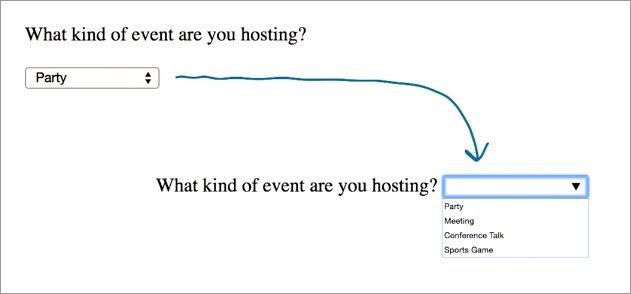 What kind of event are you hosting?
Party
What kind of event are you hosting?
Party
Meeting
Conference Talk
Sports Game